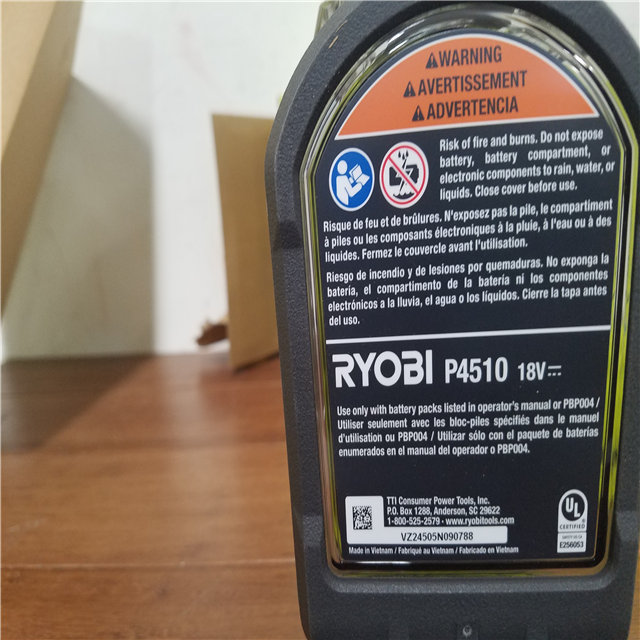 WARNING
AVERTISSEMENT
ADVERTENCIA
Risk of fire and burns. Do not expose
battery, battery compartment, or
electronic components to rain, water, or
liquids. Close cover before use.
Risque de feu et de brûlures. N'exposez pas la pile, le compartiment
à piles ou les composants électroniques à la pluie, à l'eau ou à des
liquides. Fermez le couvercle avant l'utilisation.
Riesgo de incendio y de lesiones por quemaduras. No exponga la
batería, el compartimento de la batería ni los componentes
electrónicos a la lluvia, el agua o los líquidos. Cierre la tapa antes
del uso.
RYOBI P4510 18V
Use only with battery packs listed in operator's manual or PBP004 /
Utiliser seulement avec les bloc-piles spécifiés dans le manuel
d'utilisation ou PBP004 / Utilizar sólo con el paquete de baterías
enumerados en el manual del operador o PBP004.
TTI Consumer Power Tools, Inc.
P.O. Box 1288, Anderson, SC 29622
1-800-525-2579 • www.ryobitools.com
VZ24505N090788
Made in Vietnam / Fabriqué au Vietnam / Fabricado en Vietnam
UL
CERTIFIED
E256053